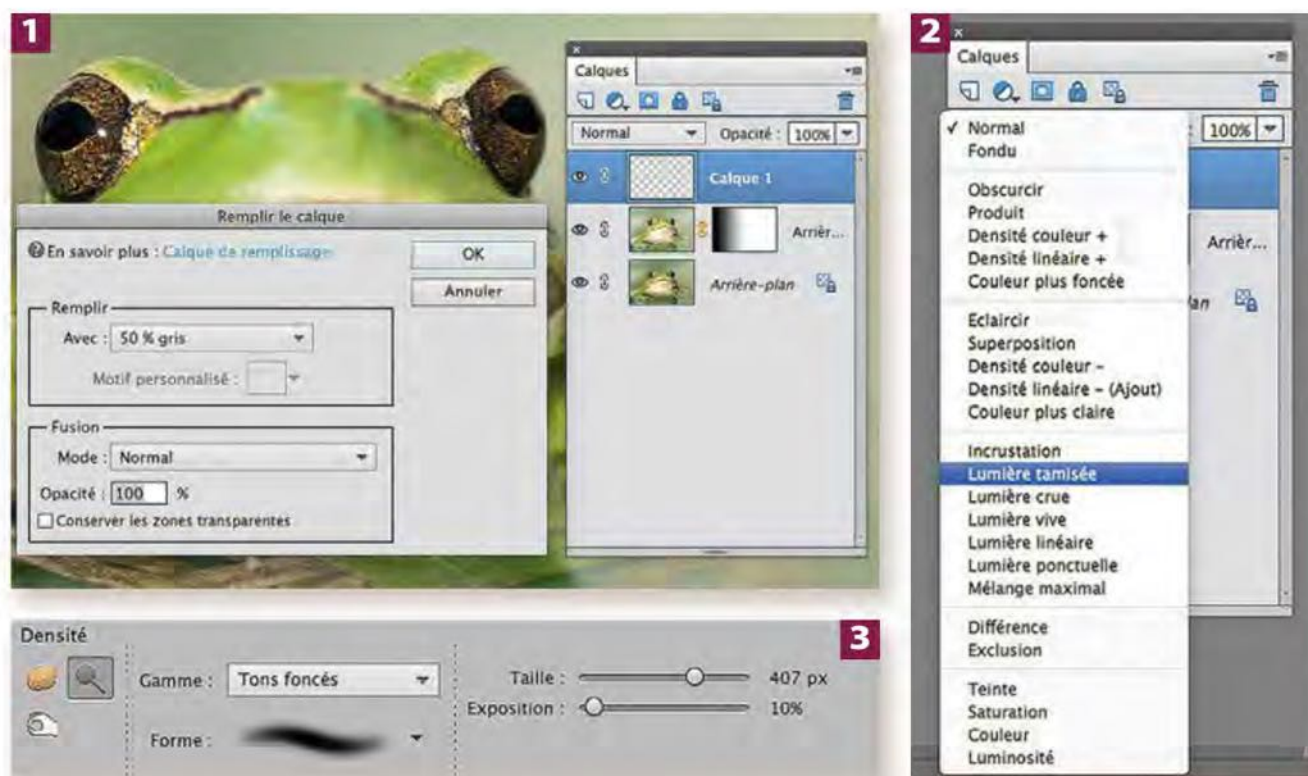 1
Calques
Normal Opacité : 100%
Calque 1
Arrièr...
Arrière-plan
Remplir le calque
En savoir plus : Calque de remplissage
OK
Annuler
Remplir
Avec : 50 % gris
Motif personnalisé :
Fusion
Mode : Normal
Opacité : 100 %
Conserver les zones transparentes
2
Calques
Normal : 100%
Fondu
Obscurcir
Produit
Densité couleur +
Densité linéaire +
Couleur plus foncée
Arrièr...
lan
Eclaircir
Superposition
Densité couleur -
Densité linéaire - (Ajout)
Couleur plus claire
Incrustation
Lumière tamisée
Lumière crue
Lumière vive
Lumière linéaire
Lumière ponctuelle
Mélange maximal
Différence
Exclusion
Teinte
Saturation
Couleur
Luminosité
3
Densité
Gamme : Tons foncés
Forme :
Taille : 407 px
Exposition : 10%